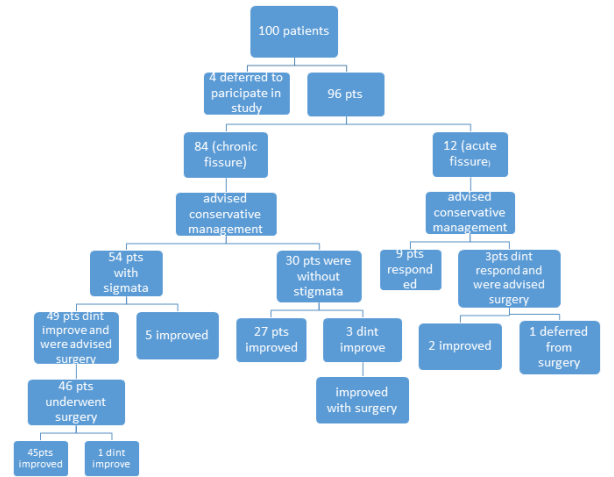 100 patients
4 deferred to
paricipate in
study
96 pts
84 (chronic
fissure)
12 (acute
fissure)
advised
conservative
management
advised
conservative
management
54 pts
with
sigmata
30 pts were
without
stigmata
9 pts
respond
ed
3pts dint
respond and
were advised
surgery
49 pts dint
improve and
were advised
surgery
5 improved
27 pts
improved
3 dint
improve
2 improved
1 deferred
from
surgery
46 pts
underwent
surgery
improved
with surgery
45pts
improved
1 dint
improve